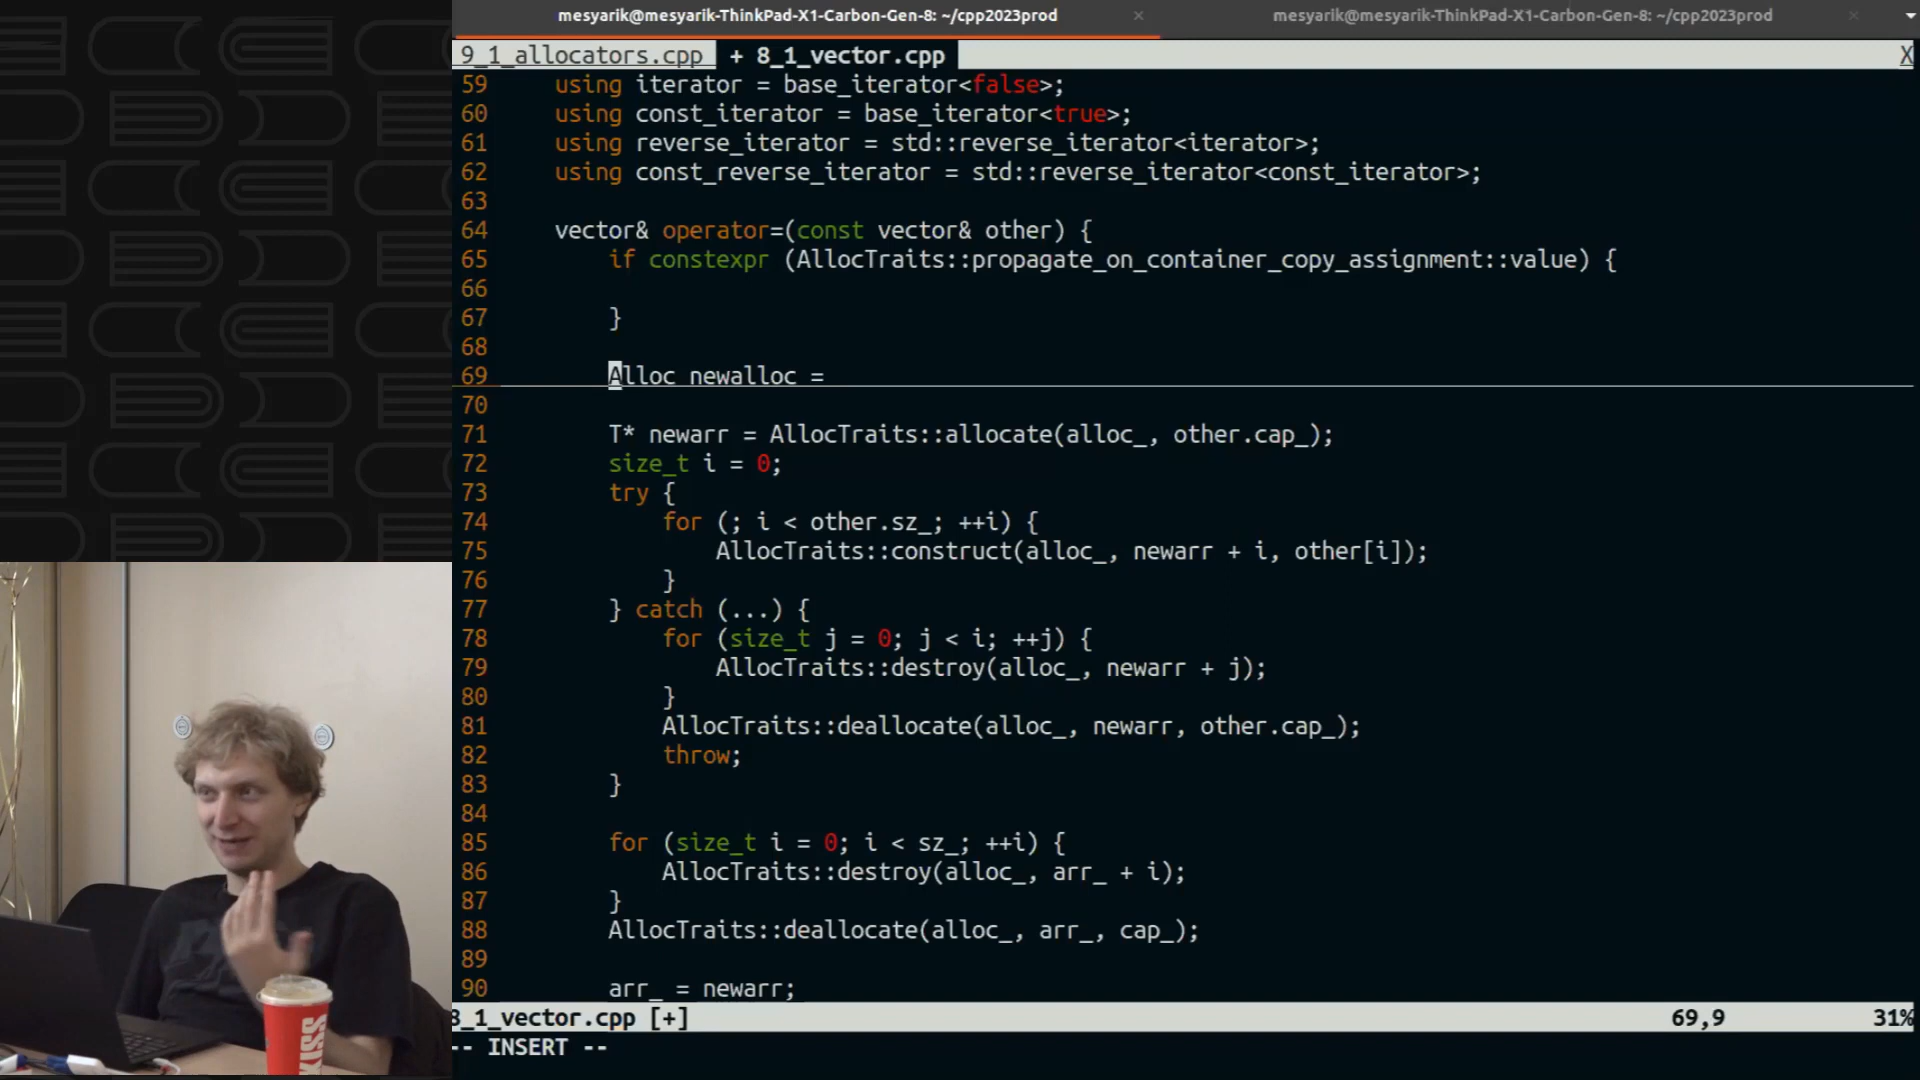 mesyarik@mesyarik-ThinkPad-X1-Carbon-Gen-8: ~/cpp2023prod × mesyarik@mesyarik-ThinkPad-X1-Carbon-Gen-8: ~/cpp2023prod ×
9_1_allocators.cpp + 8_1_vector.cpp X
59 using iterator = base_iterator<false>;
60 using const_iterator = base_iterator<true>;
61 using reverse_iterator = std::reverse_iterator<iterator>;
62 using const_reverse_iterator = std::reverse_iterator<const_iterator>;
63
64 vector& operator=(const vector& other) {
65 if constexpr (AllocTraits::propagate_on_container_copy_assignment::value) {
66
67 }
68
69 Alloc newalloc =
70
71 T* newarr = AllocTraits::allocate(alloc_, other.cap_);
72 size_t i = 0;
73 try {
74 for (; i < other.sz_; ++i) {
75 AllocTraits::construct(alloc_, newarr + i, other[i]);
76 }
77 } catch (...) {
78 for (size_t j = 0; j < i; ++j) {
79 AllocTraits::destroy(alloc_, newarr + j);
80 }
81 AllocTraits::deallocate(alloc_, newarr, other.cap_);
82 throw;
83 }
84
85 for (size_t i = 0; i < sz_; ++i) {
86 AllocTraits::destroy(alloc_, arr_ + i);
87 }
88 AllocTraits::deallocate(alloc_, arr_, cap_);
89
90 arr_ = newarr;
8_1_vector.cpp [+] 69,9 31%
-- INSERT --
KISS